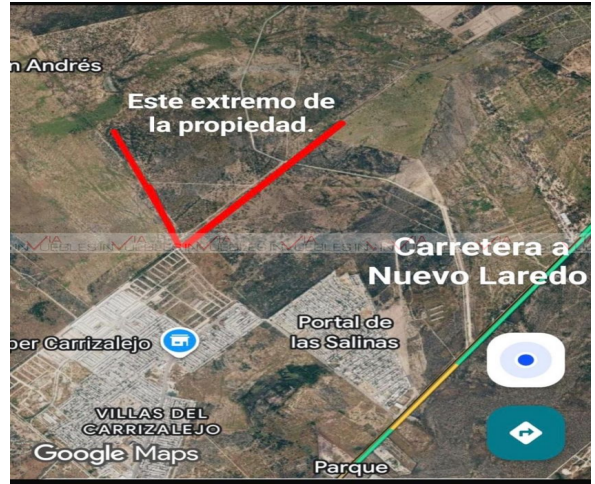 n Andrés
Este extremo de
la propiedad.
Carretera a
Nuevo Laredo
Portal de
las Salinas
per Carrizalejo
VILLAS DEL
CARRIZALEJO
Google Maps
Parque